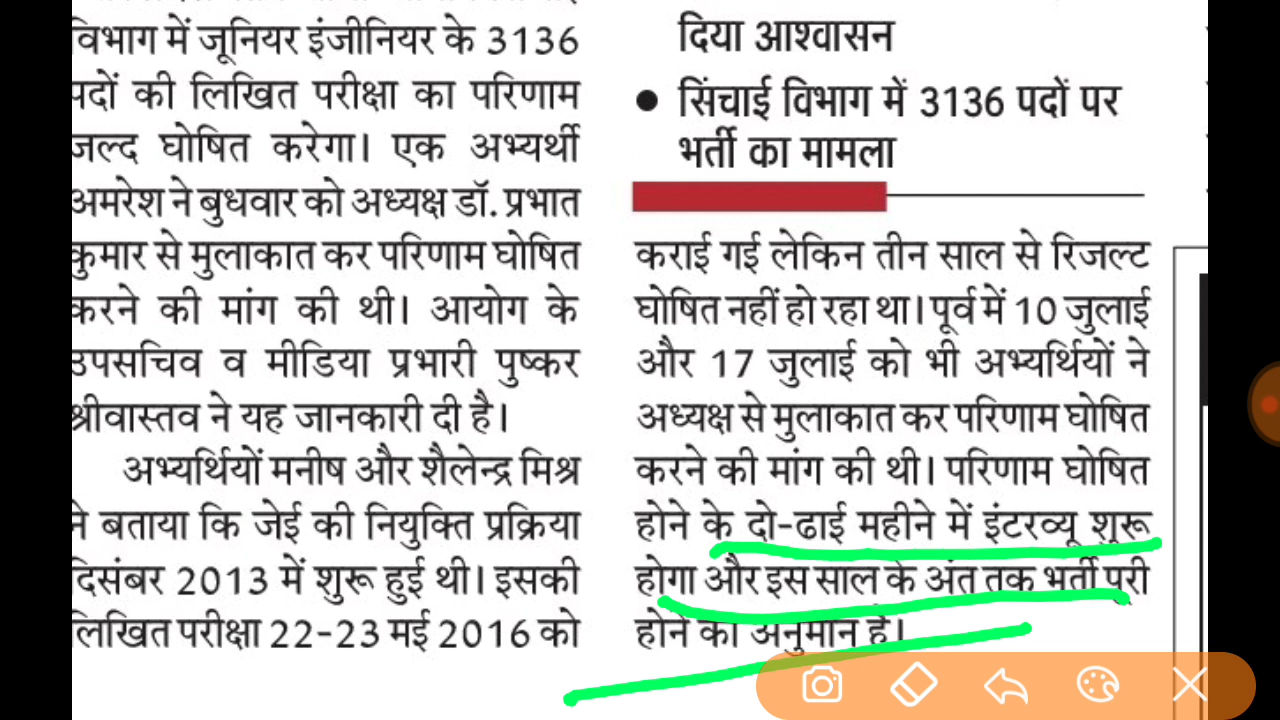 विभाग में जूनियर इंजीनियर के 3136
पदों की लिखित परीक्षा का परिणाम
जल्द घोषित करेगा। एक अभ्यर्थी
अमरेश ने बुधवार को अध्यक्ष डॉ. प्रभात
कुमार से मुलाकात कर परिणाम घोषित
करने की मांग की थी। आयोग के
उपसचिव व मीडिया प्रभारी पुष्कर
श्रीवास्तव ने यह जानकारी दी है।
अभ्यर्थियों मनीष और शैलेन्द्र मिश्र
ने बताया कि जेई की नियुक्ति प्रक्रिया
दिसंबर 2013 में शुरू हुई थी। इसकी
लिखित परीक्षा 22-23 मई 2016 को
दिया आश्वासन
● सिंचाई विभाग में 3136 पदों पर
भर्ती का मामला
कराई गई लेकिन तीन साल से रिजल्ट
घोषित नहीं हो रहा था। पूर्व में 10 जुलाई
और 17 जुलाई को भी अभ्यर्थियों ने
अध्यक्ष से मुलाकात कर परिणाम घोषित
करने की मांग की थी। परिणाम घोषित
होने के दो-ढाई महीने में इंटरव्यू शुरू
होगा और इस साल के अंत तक भर्ती पूरी
होने का अनुमान है।